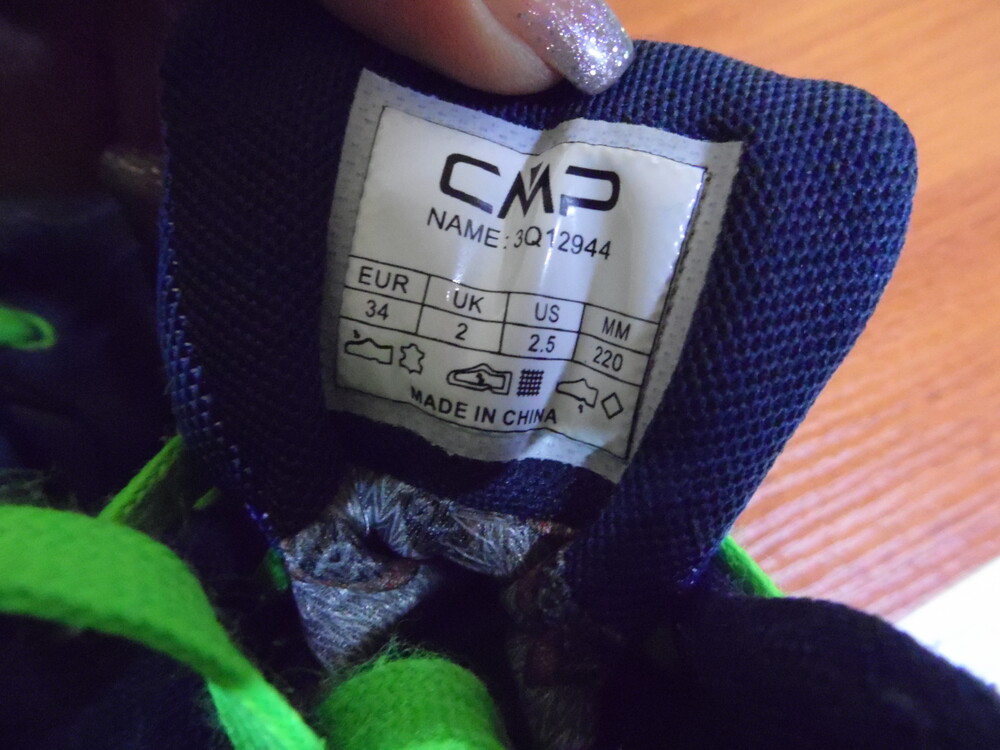 CMP
NAME: 3Q12944
EUR UK US MM
34 2 2.5 220
MADE IN CHINA